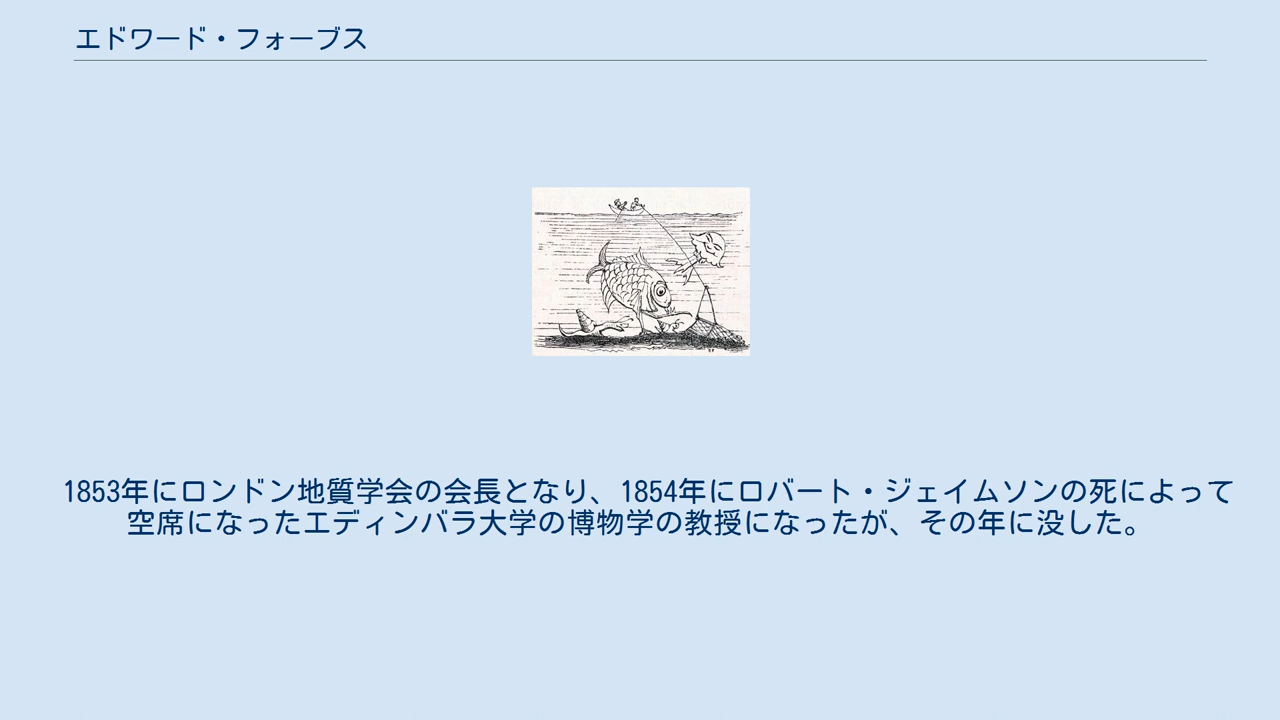 エドワード・フォーブス
1853年にロンドン地質学会の会長となり、1854年にロバート・ジェイムソンの死によって
空席になったエディンバラ大学の博物学の教授になったが、その年に没した。